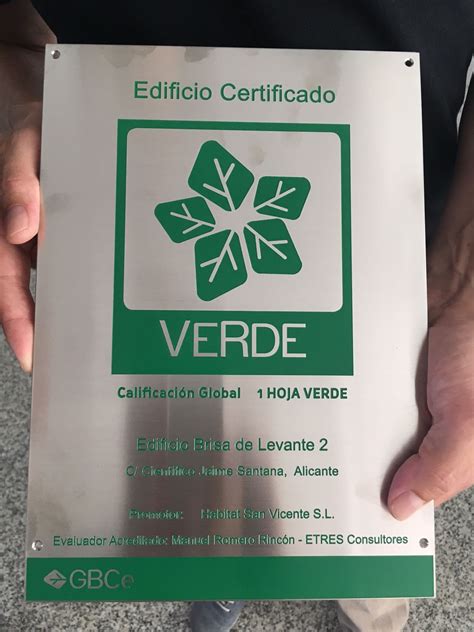 Edificio Certificado
VERDE
Calificación Global 1 HOJA VERDE
Edificio Brisa de Levante 2
C/ Científico Jaime Santana, Alicante
Promotor: Habitat San Vicente S.L.
Evaluador Acreditado: Manuel Romero Rincón - ETRES Consultores
GBCe